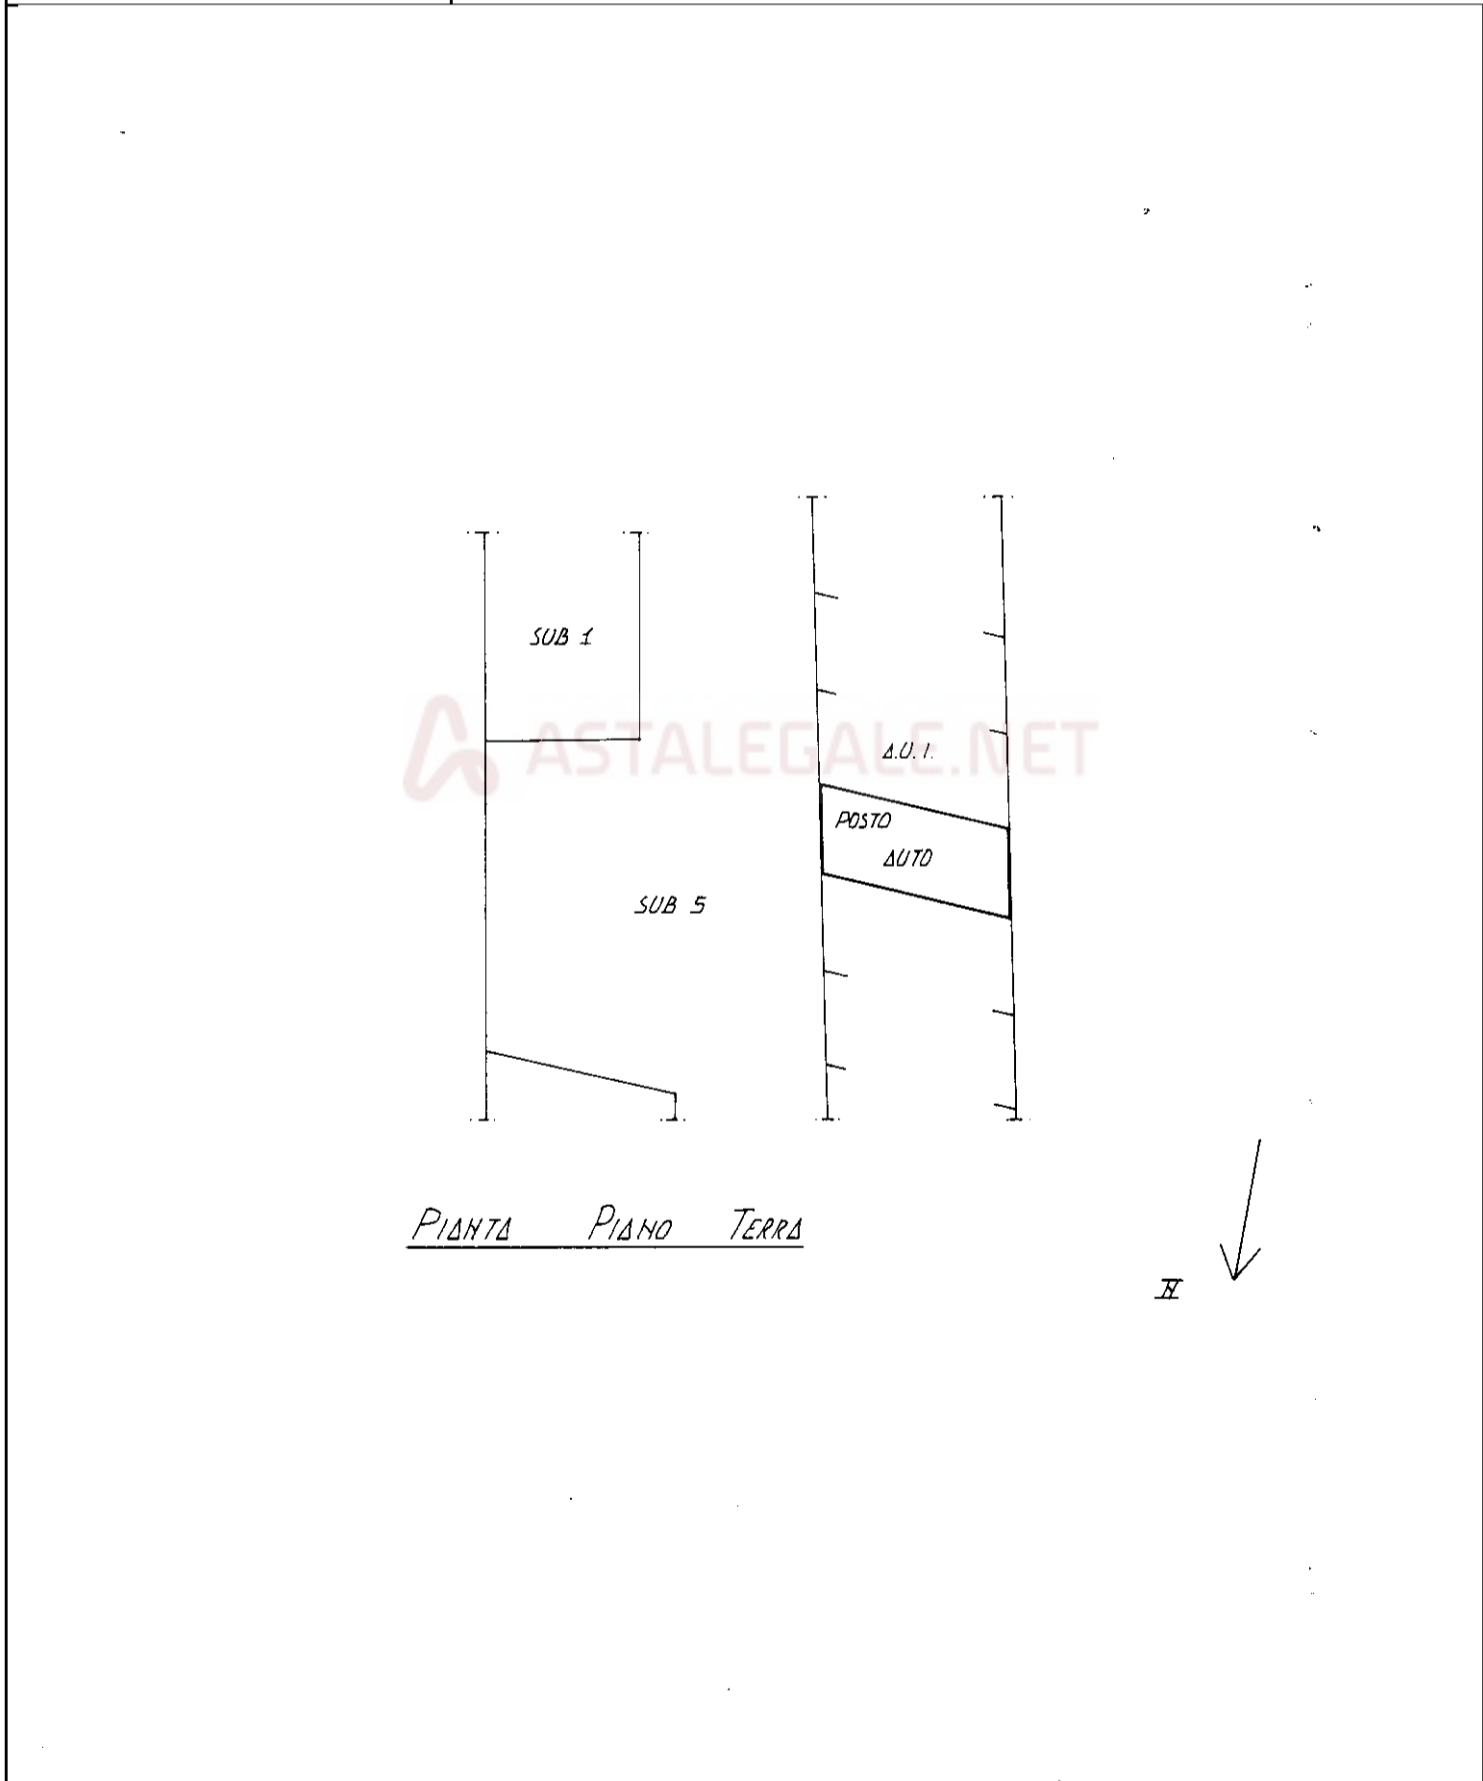 SUB 1
ASTALEGALE.NET
A.U.I.
POSTO
AUTO
SUB 5
PIANTA PIANO TERRA
N